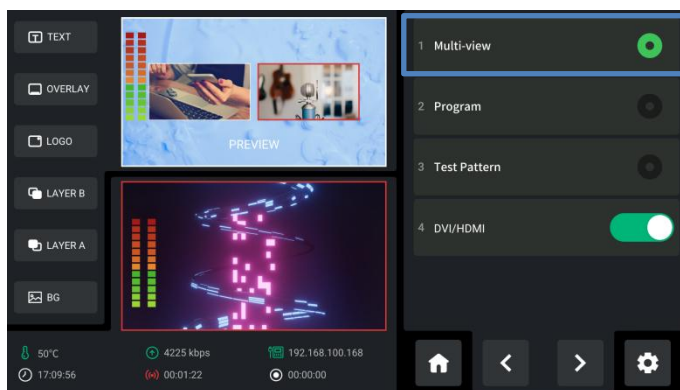 TEXT
OVERLAY
LOGO
LAYER B
LAYER A
BG
PREVIEW
1 Multi-view
2 Program
3 Test Pattern
4 DVI/HDMI
50°C
4225 kbps
192.168.100.168
17:09:56
00:01:22
00:00:00